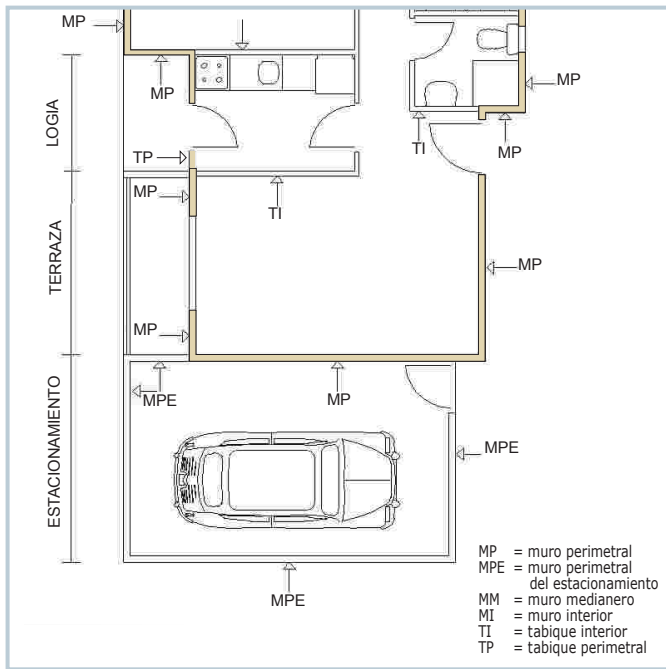 MP
MP
MP
LOGIA
TP
TI
MP
MP
TI
MP
TERRAZA
MP
MPE
MP
ESTACIONAMIENTO
MPE
MPE
MP = muro perimetral
MPE = muro perimetral
del estacionamiento
MM = muro medianero
MI = muro interior
TI = tabique interior
TP = tabique perimetral